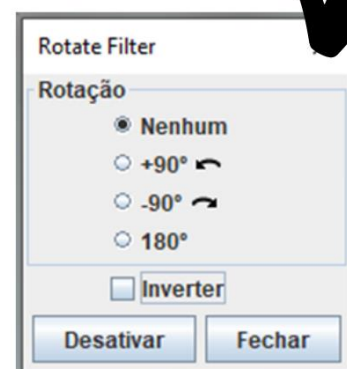 Rotate Filter
Rotação
Nenhum
+90°
-90°
180°
Inverter
Desativar
Fechar